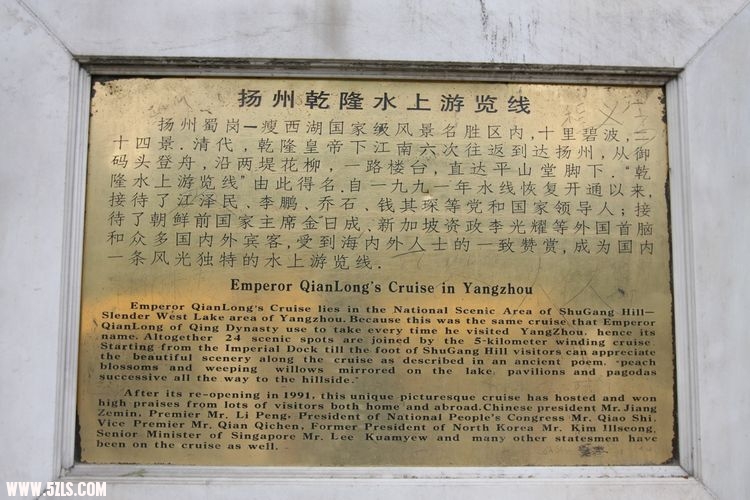 扬州乾隆水上游览线
扬州蜀岗—瘦西湖国家级风景名胜区内,十里碧波,二
十四景.清代,乾隆皇帝下江南六次往返到达扬州,从御
码头登舟,沿两堤花柳,一路楼台,直达平山堂脚下."乾
隆水上游览线"由此得名.自一九九一年水线恢复开通以来,
接待了江泽民、李鹏、乔石、钱其琛等党和国家领导人;接
待了朝鲜前国家主席金日成、新加坡资政李光耀等外国首脑
和众多国内外宾客,受到海内外人士的一致赞赏,成为国内
一条风光独特的水上游览线.
Emperor QianLong's Cruise in Yangzhou
Emperor QianLong's Cruise lies in the National Scenic Area of ShuGang Hill—
Slender West Lake area of Yangzhou. Because this was the same cruise that Emperor
QianLong of Qing Dynasty use to take every time he visited YangZhou, hence its
name. Altogether 24 scenic spots are joined by the 5-kilometer winding cruise.
Starting from the Imperial Dock till the foot of ShuGang Hill visitors can appreciate
the beautiful scenery along the cruise as described in an ancient poem, "peach
blossoms and weeping willows mirrored on the lake, pavilions and pagodas
successive all the way to the hillside."
After its re-opening in 1991, this unique picturesque cruise has hosted and won
high praises from lots of visitors both home and abroad.Chinese president Mr.Jiang
Zemin, Premier Mr. Li Peng, President of National People's Congress Mr. Qiao Shi,
Vice Premier Mr. Qian Qichen, Former President of North Korea Mr. Kim Illseong,
Senior Minister of Singapore Mr. Lee Kuamyew and many other statesmen have
been on the cruise as well.
WWW.5ZLS.COM